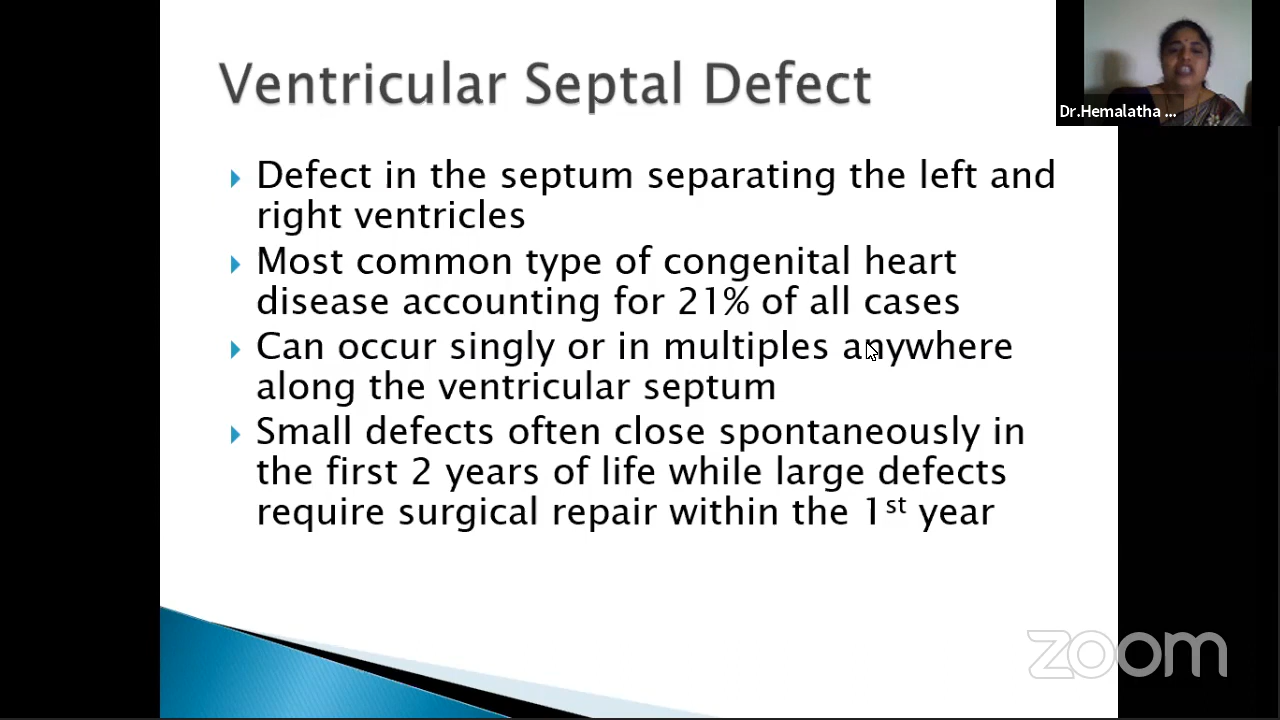 Ventricular Septal Defect
Dr.Hemalatha ...
Defect in the septum separating the left and
right ventricles
Most common type of congenital heart
disease accounting for 21% of all cases
Can occur singly or in multiples anywhere
along the ventricular septum
Small defects often close spontaneously in
the first 2 years of life while large defects
require surgical repair within the 1st year
zoom